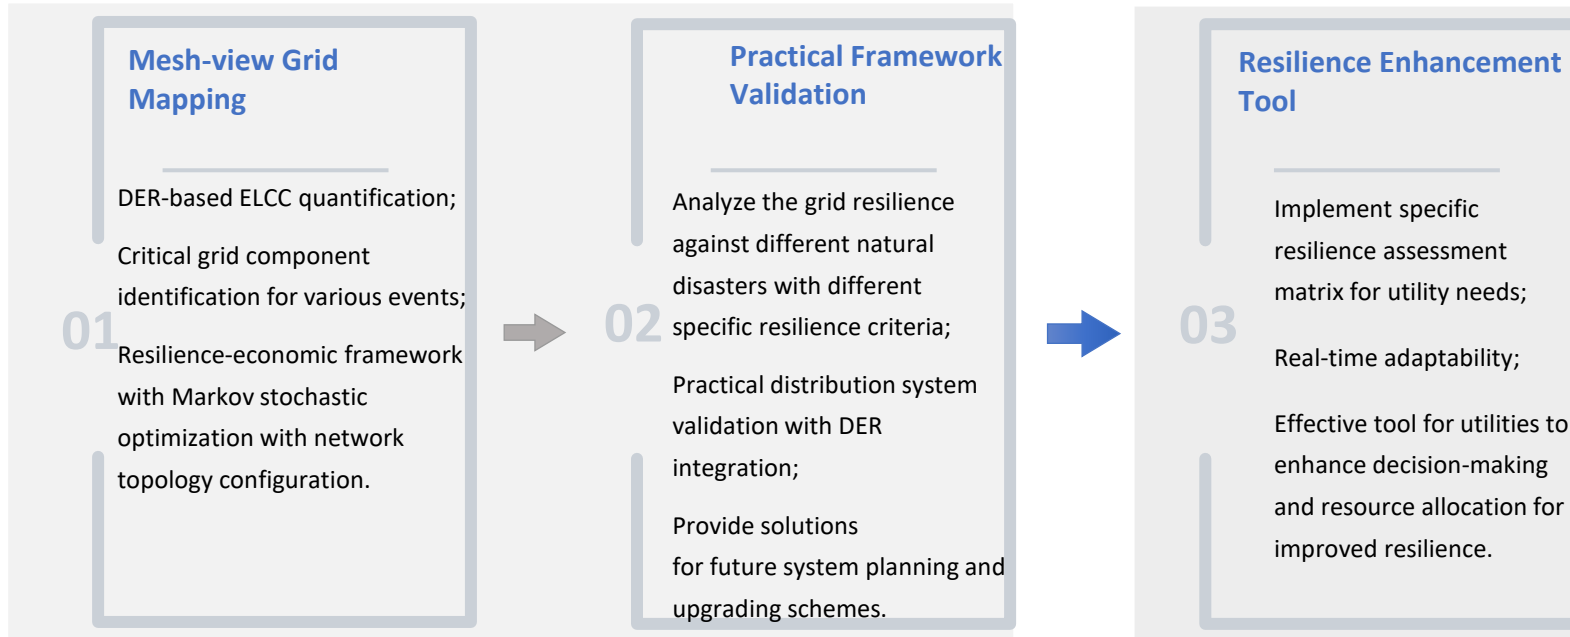 Mesh-view Grid
Mapping
DER-based ELCC quantification;
Critical grid component
identification for various events;
01
Resilience-economic framework
with Markov stochastic
optimization with network
topology configuration.
Practical Framework
Validation
Analyze the grid resilience
against different natural
disasters with different
specific resilience criteria;
02
Practical distribution system
validation with DER
integration;
Provide solutions
for future system planning and
upgrading schemes.
Resilience Enhancement
Tool
Implement specific
resilience assessment
matrix for utility needs;
03
Real-time adaptability;
Effective tool for utilities to
enhance decision-making
and resource allocation for
improved resilience.